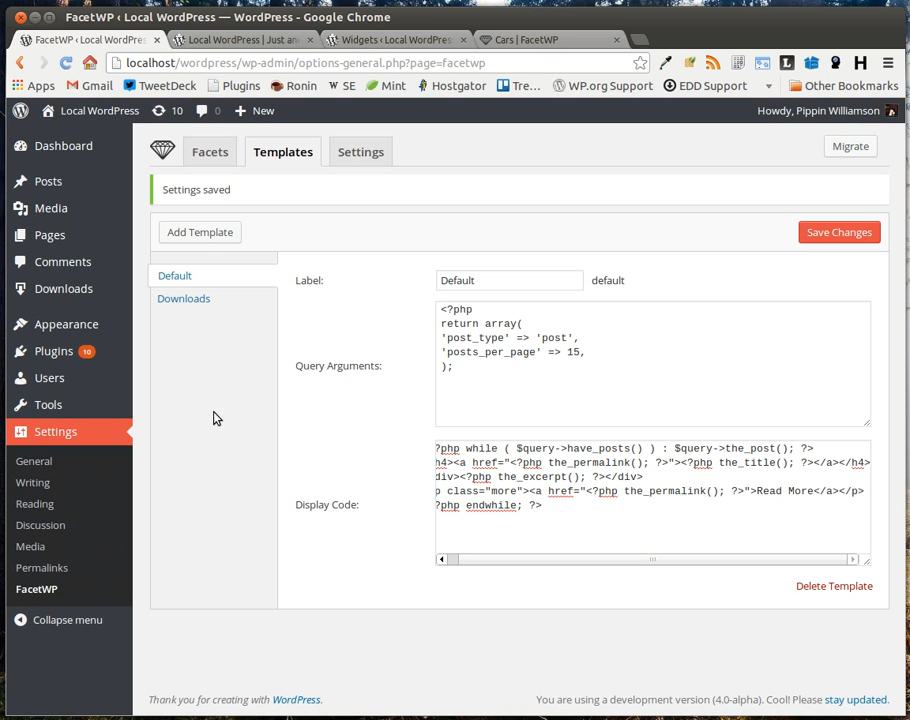 FacetWP ‹ Local WordPress — WordPress - Google Chrome
FacetWP ‹ Local WordPre
Local WordPress | Just an
Widgets ‹ Local WordPres
Cars | FacetWP
localhost/wordpress/wp-admin/options-general.php?page=facetwp
Apps
Gmail
TweetDeck
Plugins
Ronin
SE
Mint
Hostgator
Tre...
WP.org Support
EDD Support
Other Bookmarks
Local WordPress
10
0
New
Howdy, Pippin Williamson
Dashboard
Posts
Media
Pages
Comments
Downloads
Appearance
Plugins 10
Users
Tools
Settings
General
Writing
Reading
Discussion
Media
Permalinks
FacetWP
Collapse menu
Facets
Templates
Settings
Migrate
Settings saved
Add Template
Save Changes
Default
Downloads
Label:
Default
default
Query Arguments:
<?php
return array(
'post_type' => 'post',
'posts_per_page' => 15,
);
Display Code:
?php while ( $query->have_posts() ) : $query->the_post(); ?>
h4><a href="<?php the_permalink(); ?>"><?php the_title(); ?></a></h4>
div><?php the_excerpt(); ?></div>
p class="more"><a href="<?php the_permalink(); ?>">Read More</a></p>
?php endwhile; ?>
Delete Template
Thank you for creating with WordPress.
You are using a development version (4.0-alpha). Cool! Please stay updated.